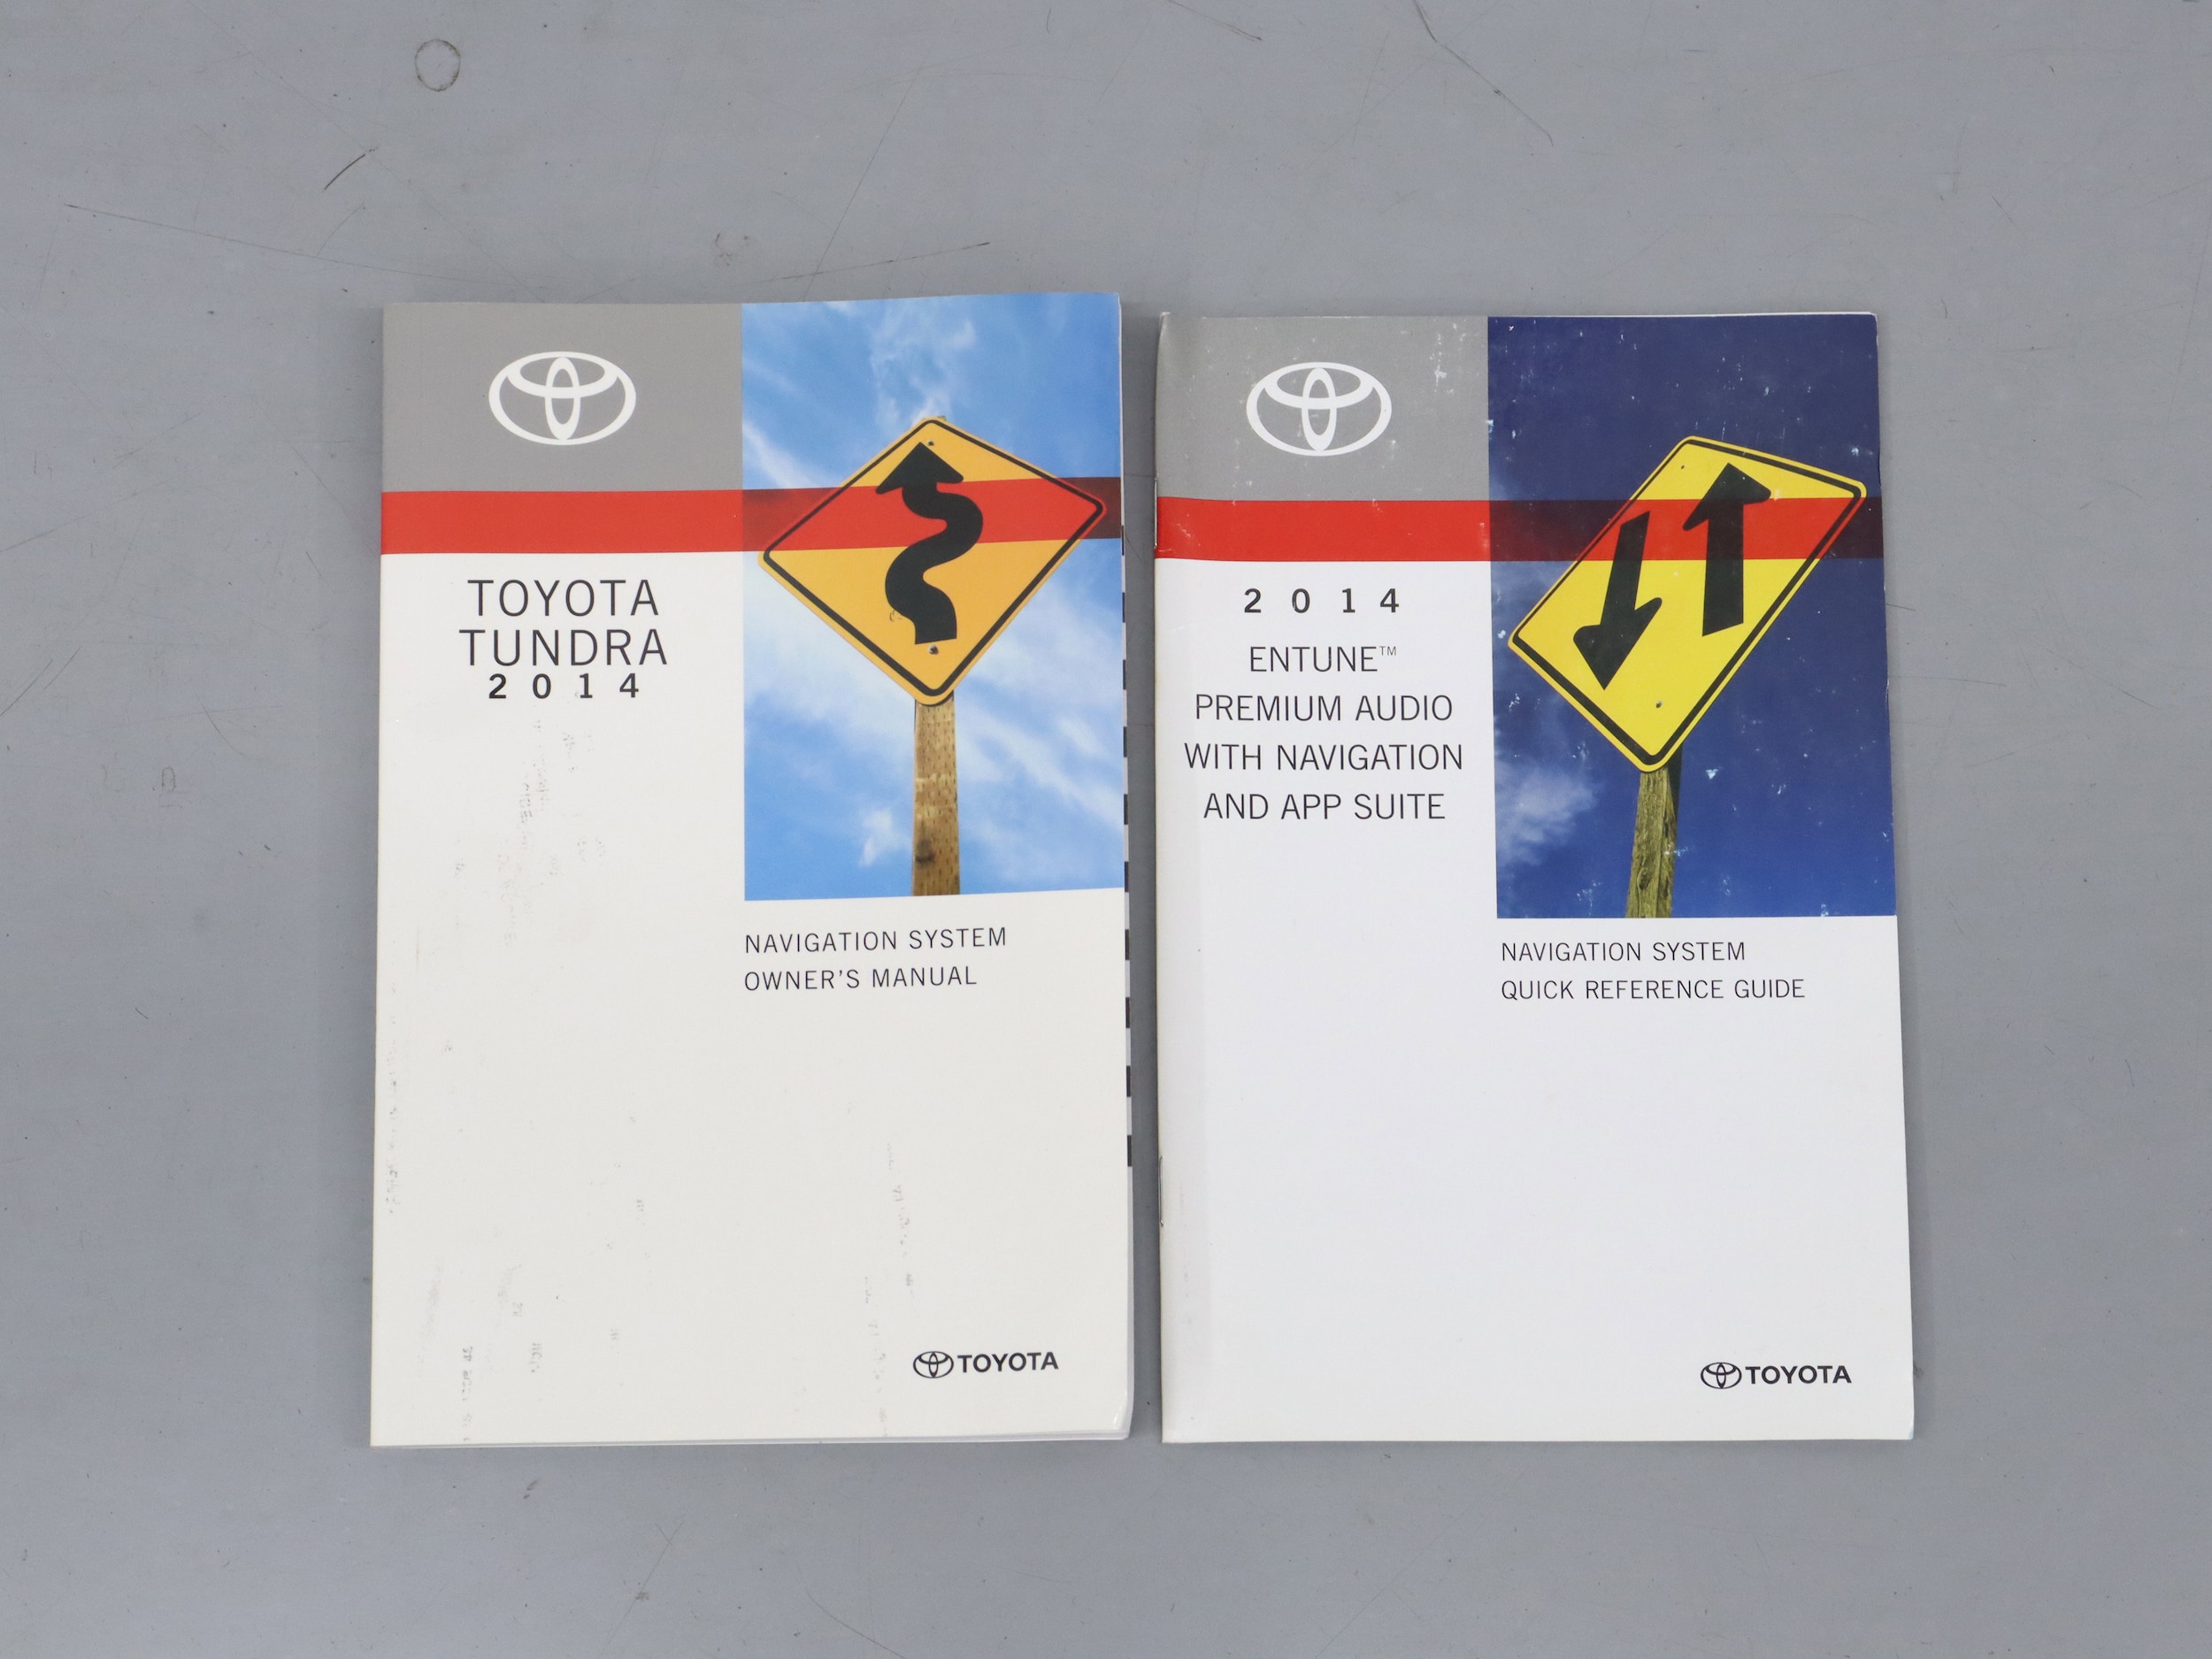 TOYOTA
TUNDRA
2014
NAVIGATION SYSTEM
OWNER'S MANUAL
TOYOTA
2014
ENTUNE™
PREMIUM AUDIO
WITH NAVIGATION
AND APP SUITE
NAVIGATION SYSTEM
QUICK REFERENCE GUIDE
TOYOTA